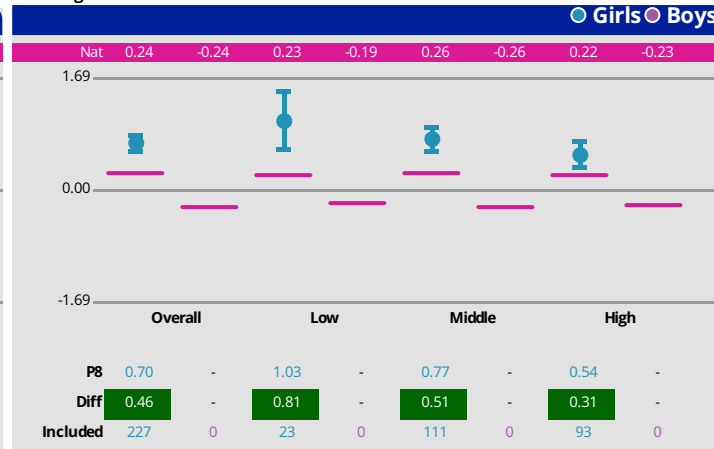 Girls Boys
Nat 0.24 -0.24 0.23 -0.19 0.26 -0.26 0.22 -0.23
1.69
0.00
-1.69
Overall Low Middle High
P8 0.70 - 1.03 - 0.77 - 0.54 -
Diff 0.46 - 0.81 - 0.51 - 0.31 -
Included 227 0 23 0 111 0 93 0